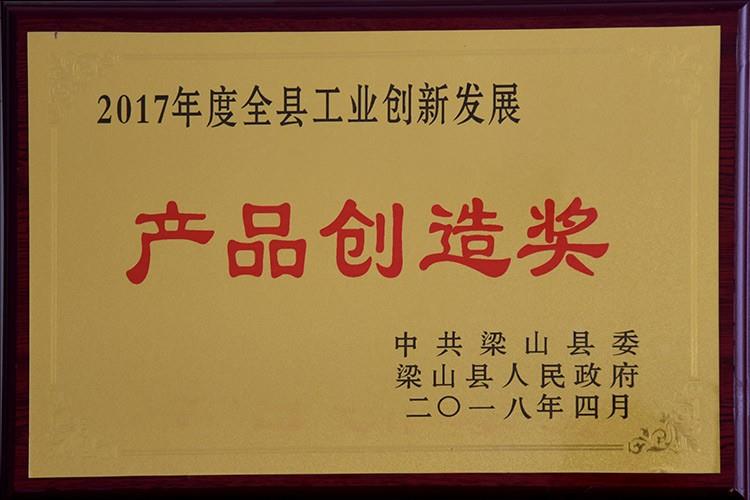 2017年度全县工业创新发展
产品创造奖
中共梁山县委
梁山县人民政府
二〇一八年四月